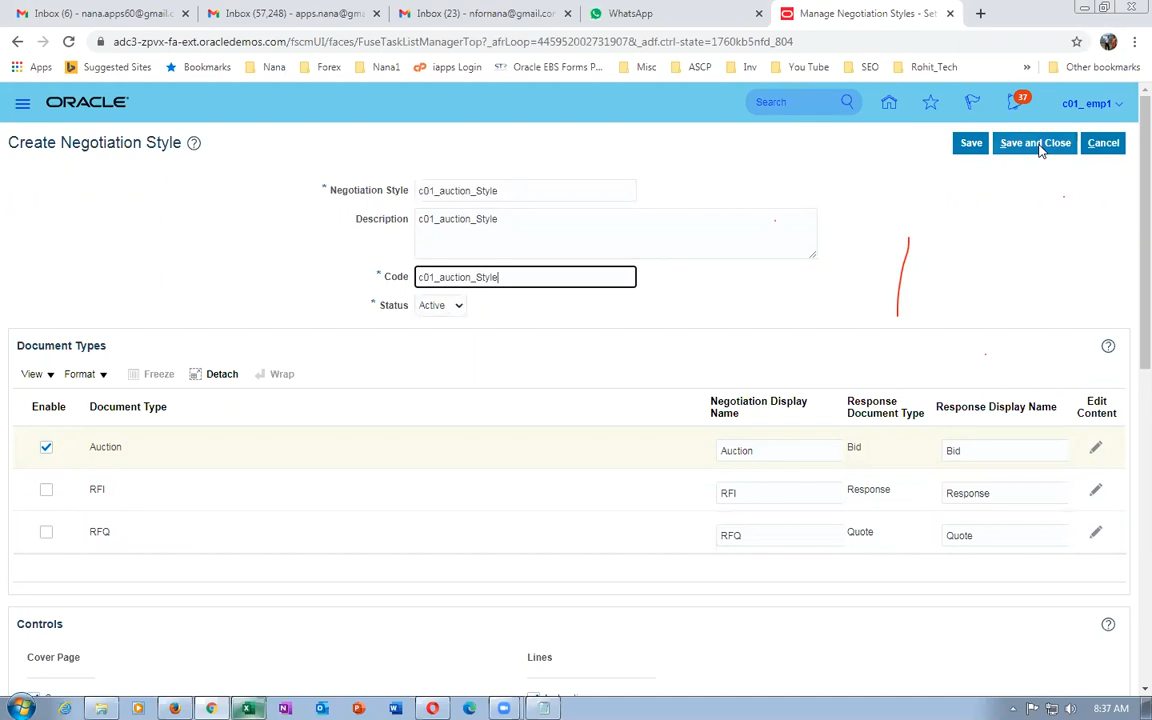 Inbox (6) - nana.apps60@gmail.c
Inbox (57,248) - apps.nana@gma
Inbox (23) - nfornana@gmail.co
WhatsApp
Manage Negotiation Styles - Set
adc3-zpvx-fa-ext.oracledemos.com/fscmUI/faces/FuseTaskListManagerTop?_afrLoop=445952002731907&_adf.ctrl-state=1760kb5nfd_804
Apps
Suggested Sites
Bookmarks
Nana
Forex
Nana1
iapps Login
Oracle EBS Forms P...
Misc
ASCP
Inv
You Tube
SEO
Rohit_Tech
»
Other bookmarks
ORACLE
Search
37
c01_ emp1
Create Negotiation Style
Save
Save and Close
Cancel
* Negotiation Style c01_auction_Style
Description c01_auction_Style
* Code c01_auction_Style
* Status Active
Document Types
View
Format
Freeze
Detach
Wrap
Enable
Document Type
Negotiation Display Name
Response Document Type
Response Display Name
Edit Content
Auction Auction Bid Bid
RFI RFI Response Response
RFQ RFQ Quote Quote
Controls
Cover Page
Lines
8:37 AM